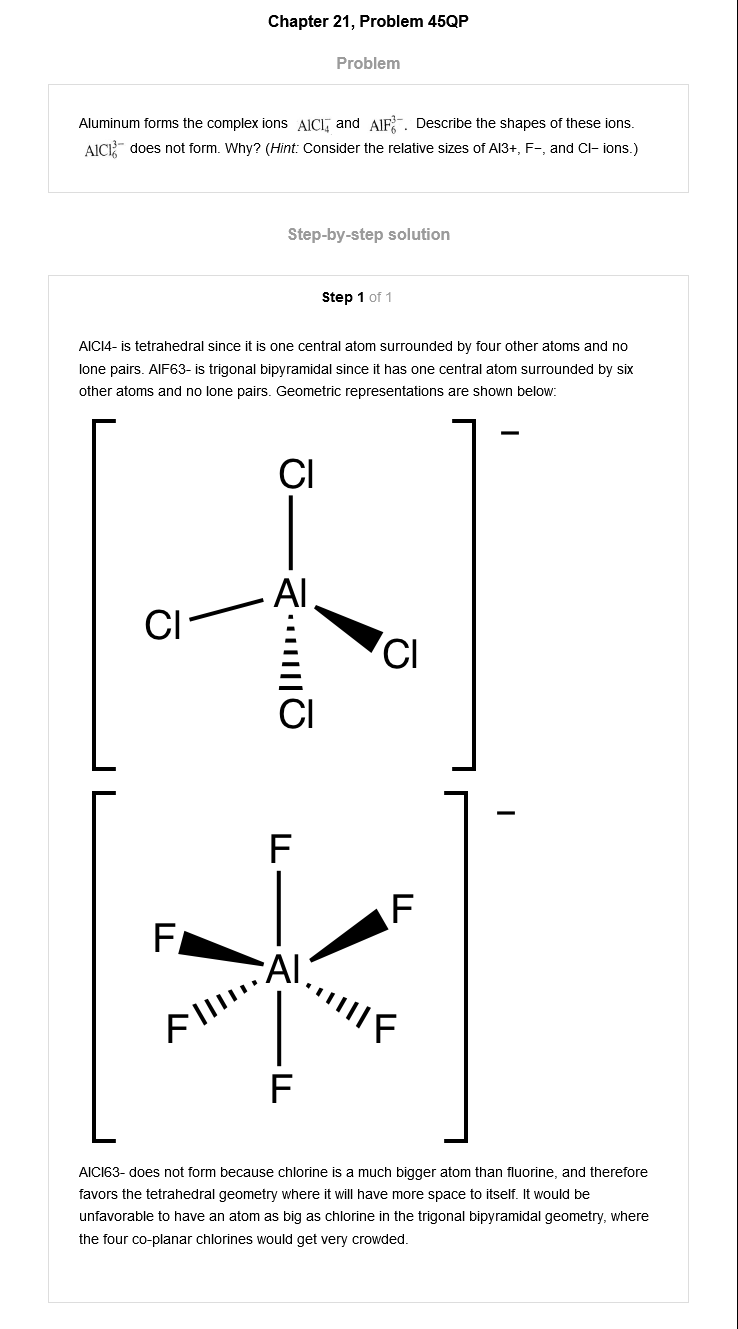 Chapter 21, Problem 45QP
Problem
Aluminum forms the complex ions AlCl₄⁻ and AlF₆³⁻. Describe the shapes of these ions.
AlCl₆³⁻ does not form. Why? (Hint: Consider the relative sizes of Al3+, F−, and Cl− ions.)
Step-by-step solution
Step 1 of 1
AlCl4- is tetrahedral since it is one central atom surrounded by four other atoms and no
lone pairs. AlF63- is trigonal bipyramidal since it has one central atom surrounded by six
other atoms and no lone pairs. Geometric representations are shown below:
−
Cl
Al
Cl
Cl
Cl
−
F
F
F
Al
F
F
F
AlCl63- does not form because chlorine is a much bigger atom than fluorine, and therefore
favors the tetrahedral geometry where it will have more space to itself. It would be
unfavorable to have an atom as big as chlorine in the trigonal bipyramidal geometry, where
the four co-planar chlorines would get very crowded.